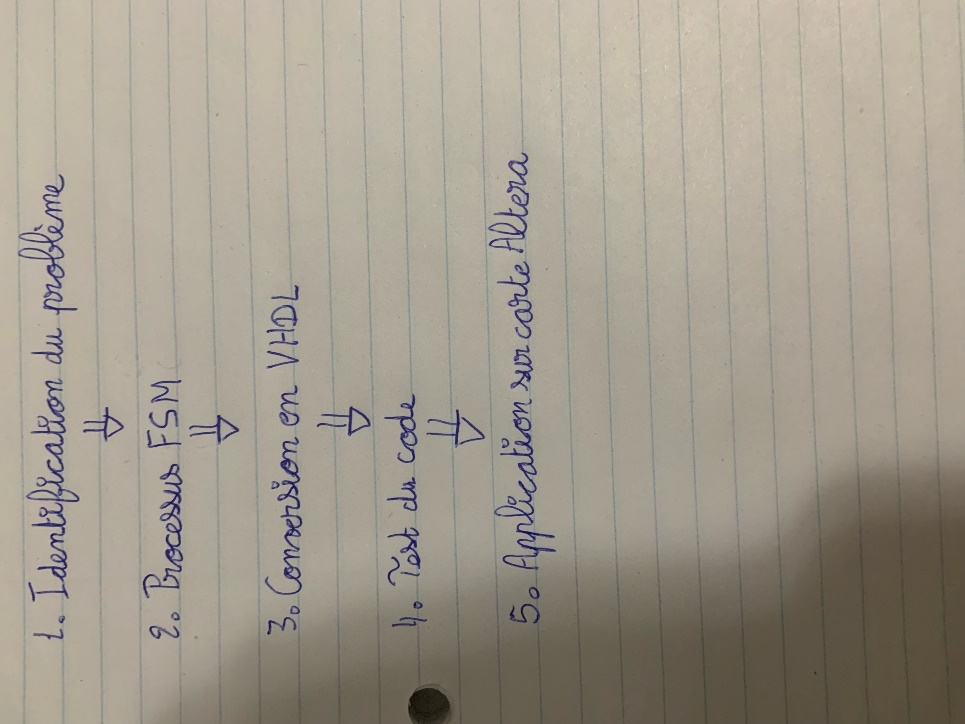 1. Identification du problème
⇓
2. Processus FSM
⇓
3. Conversion en VHDL
⇓
4. Test du code
⇓
5. Application sur carte Altera